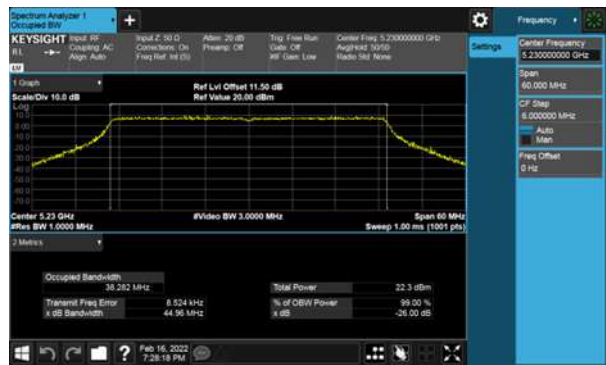 Spectrum Analyzer 1
Occupied BW
+
Frequency
KEYSIGHT
Input: RF
Coupling: AC
Align: Auto
Input Z: 50 Ω
Corrections: On
Freq Ref: Int (S)
Atten: 20 dB
Preamp: Off
Trig: Free Run
Gate: Off
#IF Gain: Low
Center Freq: 5.230000000 GHz
Avg|Hold: 50/50
Radio Std: None
LXI
Settings
Center Frequency
5.230000000 GHz
Span
60.000 MHz
CF Step
6.000000 MHz
Auto
Man
Freq Offset
0 Hz
1 Graph
Scale/Div 10.0 dB
Ref Lvl Offset 11.50 dB
Ref Value 20.00 dBm
Log
Center 5.23 GHz
#Res BW 1.0000 MHz
#Video BW 3.0000 MHz
Span 60 MHz
Sweep 1.00 ms (1001 pts)
2 Metrics
Occupied Bandwidth
38.282 MHz
Total Power
22.3 dBm
Transmit Freq Error
8.524 kHz
% of OBW Power
99.00 %
x dB Bandwidth
44.96 MHz
x dB
-26.00 dB
?
Feb 16, 2022
7:28:18 PM